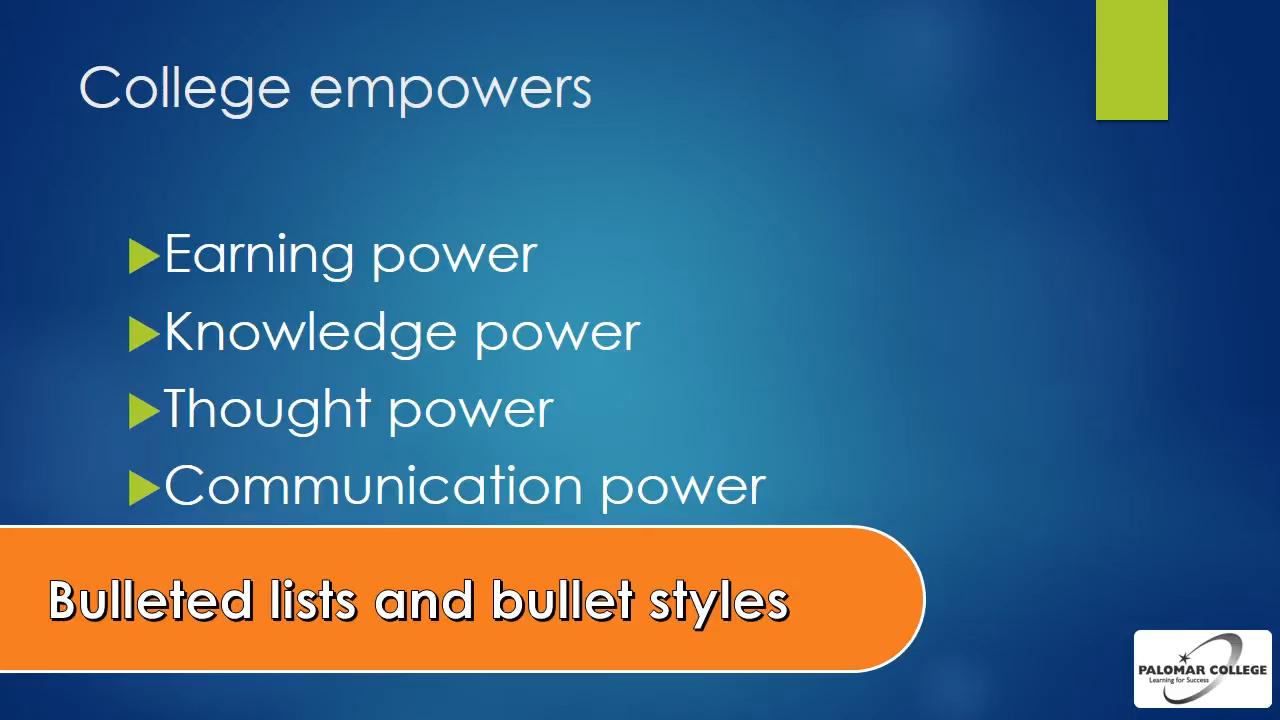 College empowers
Earning power
Knowledge power
Thought power
Communication power
Bulleted lists and bullet styles
PALOMAR COLLEGE
Learning for Success